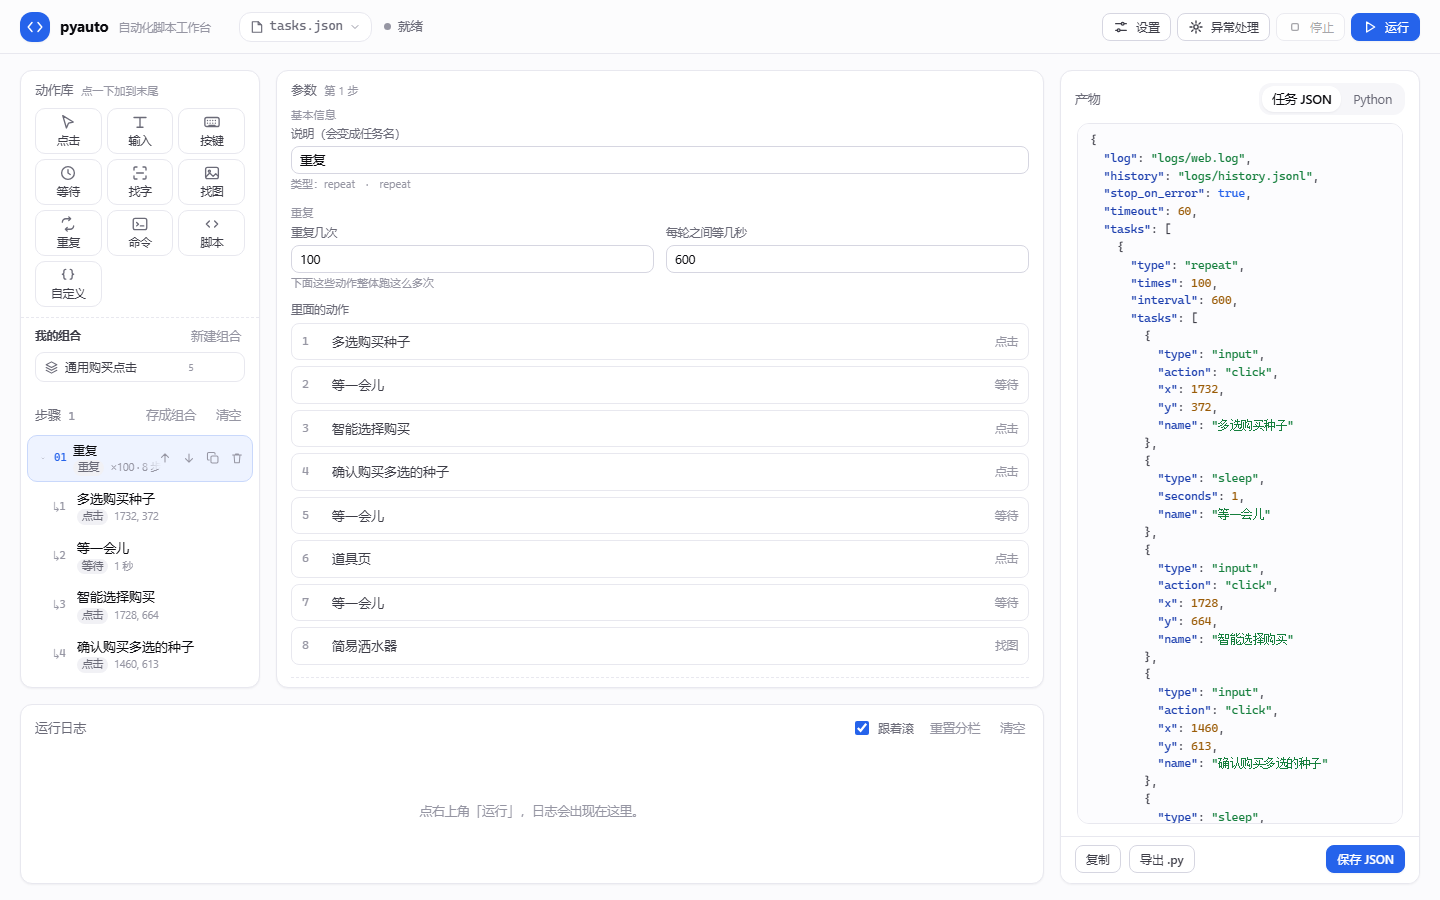 pyauto 自动化脚本工作台 tasks.json 就绪 设置 异常处理 停止 运行
动作库 点一下加到末尾
点击 输入 按键
等待 找字 找图
重复 命令 脚本
自定义
我的组合 新建组合
通用购买点击 5
步骤 1 存成组合 清空
01 重复
重复 ×100 · 8 步
↳1 多选购买种子
点击 1732, 372
↳2 等一会儿
等待 1 秒
↳3 智能选择购买
点击 1728, 664
↳4 确认购买多选的种子
点击 1460, 613
参数 第 1 步
基本信息
说明（会变成任务名）
重复
类型：repeat · repeat
重复
重复几次 每轮之间等几秒
100 600
下面这些动作整体跑这么多次
里面的动作
1 多选购买种子 点击
2 等一会儿 等待
3 智能选择购买 点击
4 确认购买多选的种子 点击
5 等一会儿 等待
6 道具页 点击
7 等一会儿 等待
8 简易洒水器 找图
运行日志 跟着滚 重置分栏 清空
点右上角「运行」，日志会出现在这里。
产物 任务 JSON Python
{
"log": "logs/web.log",
"history": "logs/history.jsonl",
"stop_on_error": true,
"timeout": 60,
"tasks": [
{
"type": "repeat",
"times": 100,
"interval": 600,
"tasks": [
{
"type": "input",
"action": "click",
"x": 1732,
"y": 372,
"name": "多选购买种子"
},
{
"type": "sleep",
"seconds": 1,
"name": "等一会儿"
},
{
"type": "input",
"action": "click",
"x": 1728,
"y": 664,
"name": "智能选择购买"
},
{
"type": "input",
"action": "click",
"x": 1460,
"y": 613,
"name": "确认购买多选的种子"
},
{
"type": "sleep",
复制 导出 .py 保存 JSON